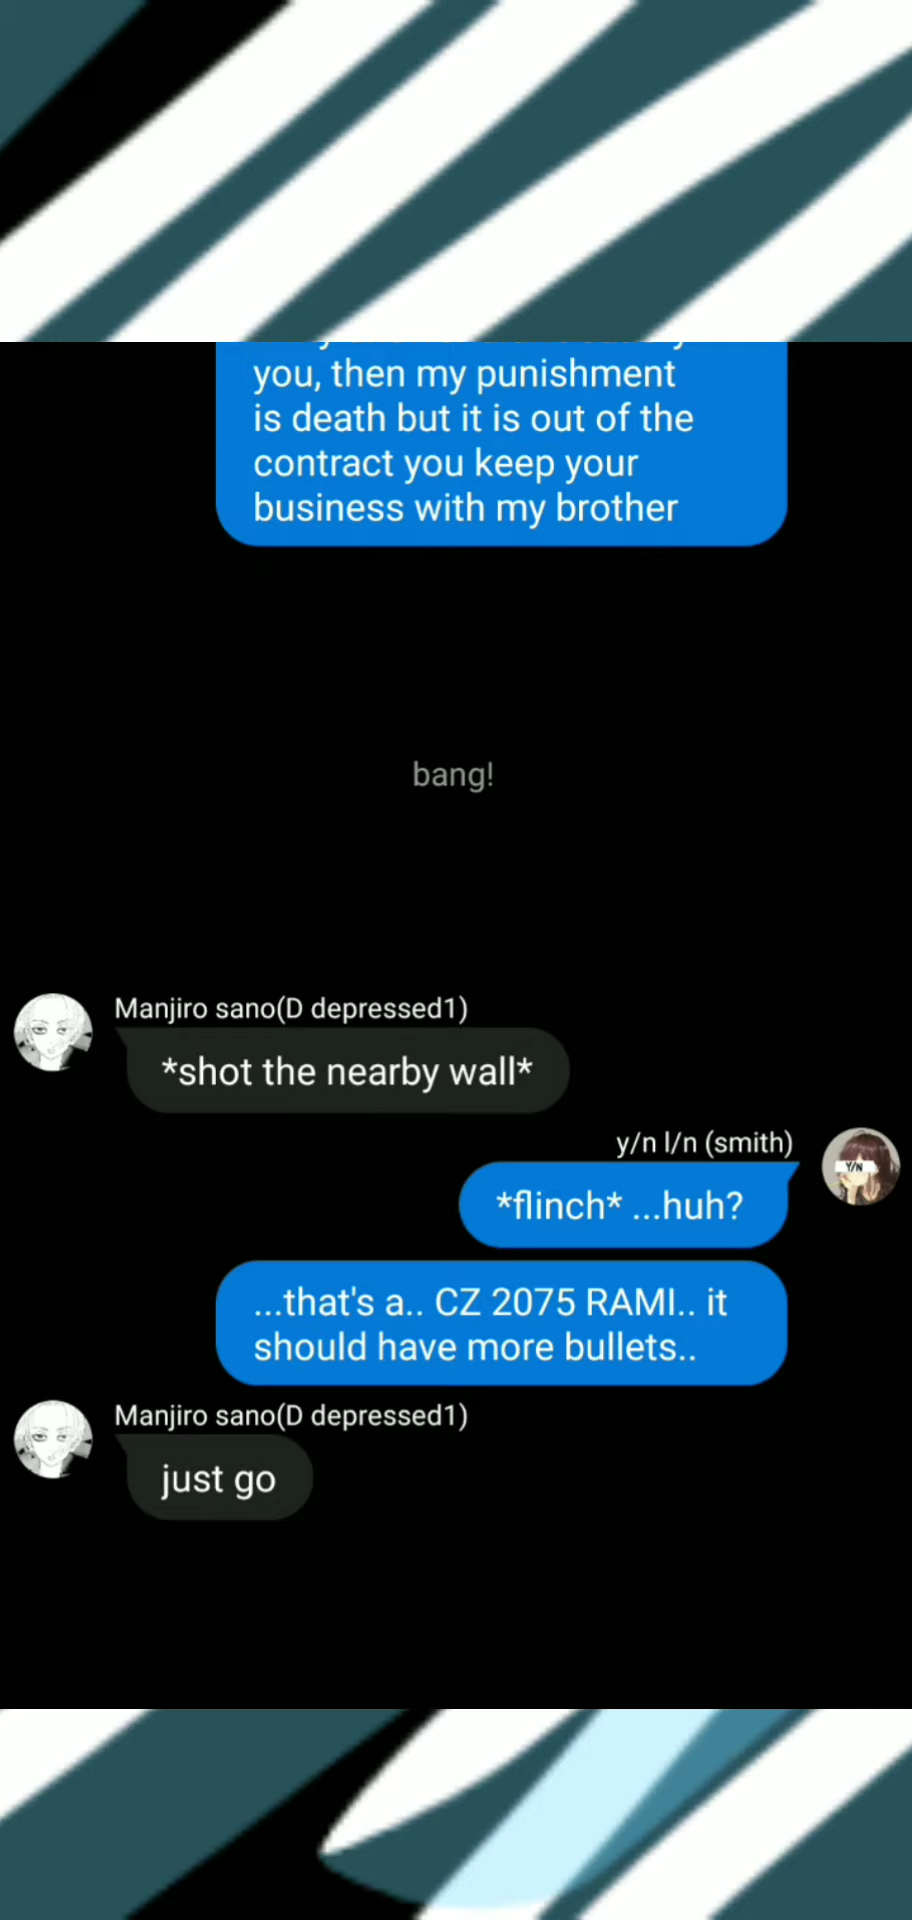 you, then my punishment
is death but it is out of the
contract you keep your
business with my brother
bang!
Manjiro sano(D depressed1)
*shot the nearby wall*
y/n l/n (smith)
Y/N
*flinch* ...huh?
...that's a.. CZ 2075 RAMI.. it
should have more bullets..
Manjiro sano(D depressed1)
just go